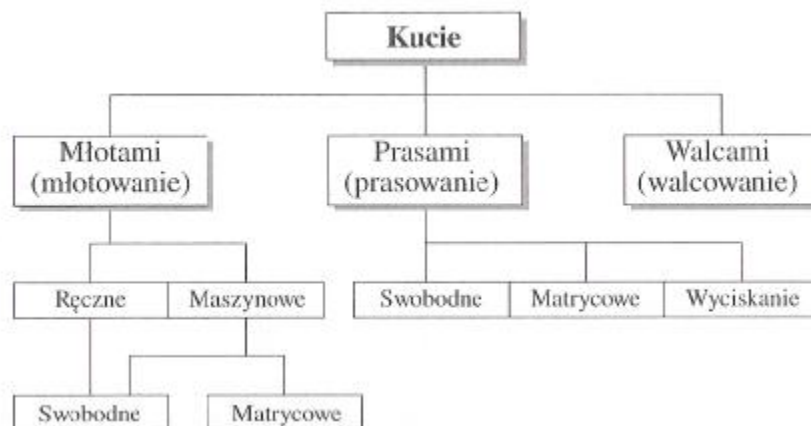 Kucie
Młotami
(młotowanie)
Prasami
(prasowanie)
Walcami
(walcowanie)
Ręczne
Maszynowe
Swobodne
Matrycowe
Wyciskanie
Swobodne
Matrycowe